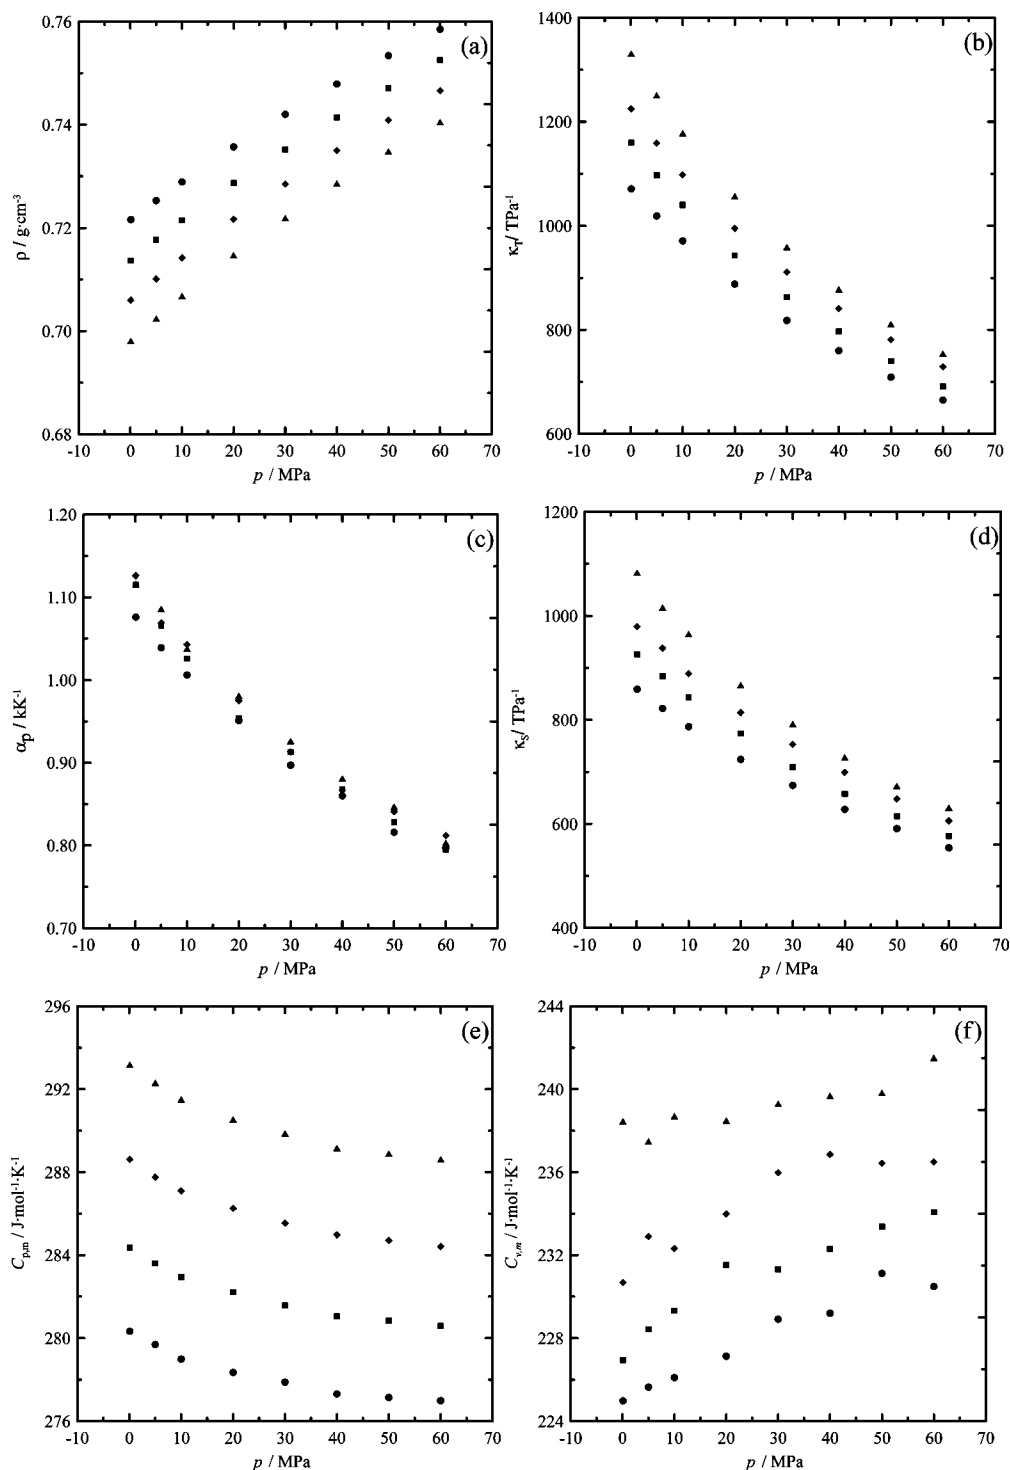 (a)
0.76
0.74
0.72
0.70
0.68
ρ / g·cm⁻³
-10 0 10 20 30 40 50 60 70
p / MPa
(b)
1400
1200
1000
800
600
κT/ TPa⁻¹
-10 0 10 20 30 40 50 60 70
p / MPa
(c)
1.20
1.10
1.00
0.90
0.80
0.70
αp / kK⁻¹
-10 0 10 20 30 40 50 60 70
p / MPa
(d)
1200
1000
800
600
400
κS/ TPa⁻¹
-10 0 10 20 30 40 50 60 70
p / MPa
(e)
296
292
288
284
280
276
Cp,m / J·mol⁻¹·K⁻¹
-10 0 10 20 30 40 50 60 70
p / MPa
(f)
244
240
236
232
228
224
Cv,m / J·mol⁻¹·K⁻¹
-10 0 10 20 30 40 50 60 70
p / MPa